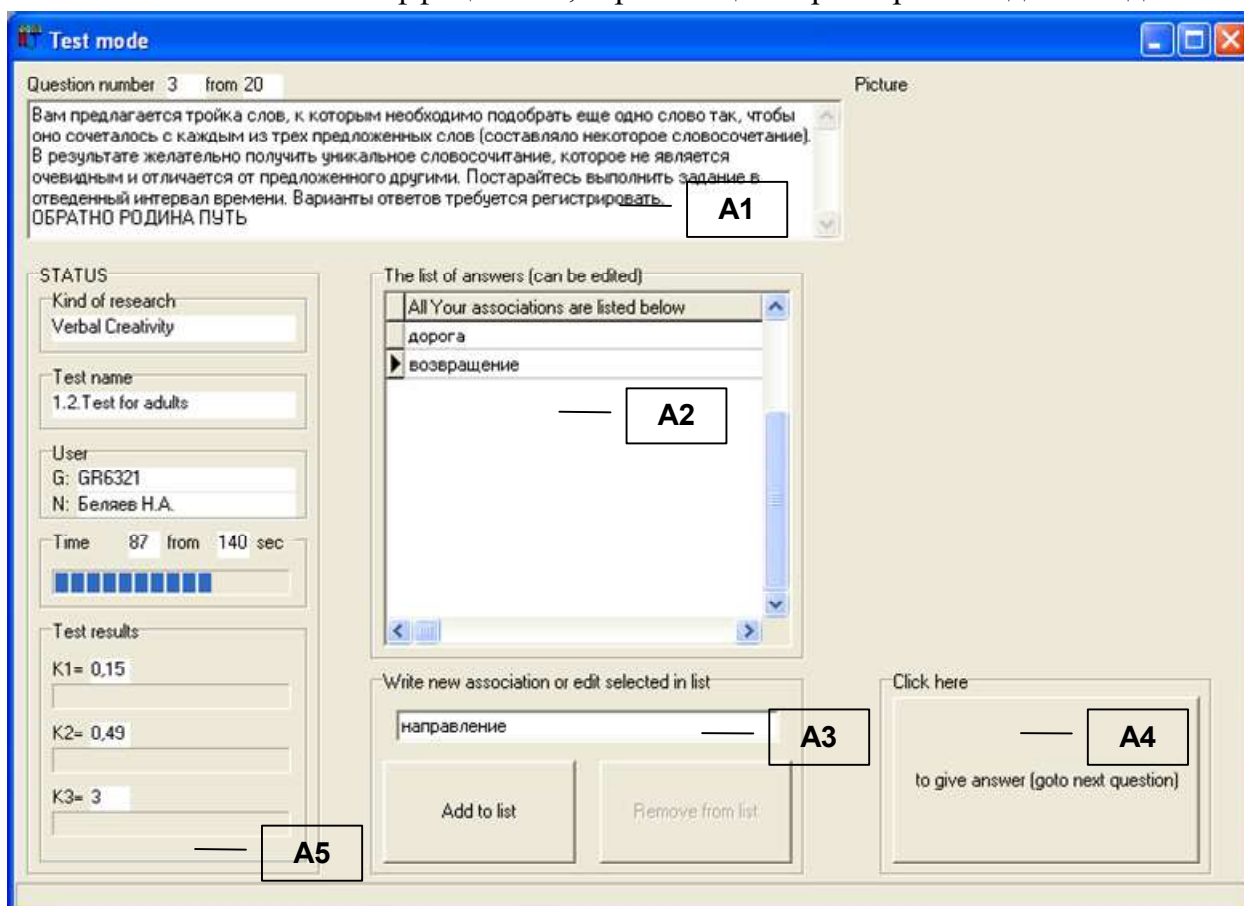 Test mode
Question number 3 from 20
Picture
Вам предлагается тройка слов, к которым необходимо подобрать еще одно слово так, чтобы
оно сочеталось с каждым из трех предложенных слов (составляло некоторое словосочетание).
В результате желательно получить уникальное словосочитание, которое не является
очевидным и отличается от предложенного другими. Постарайтесь выполнить задание в
отведенный интервал времени. Варианты ответов требуется регистрировать.
ОБРАТНО РОДИНА ПУТЬ
A1
STATUS
Kind of research
Verbal Creativity
Test name
1.2.Test for adults
User
G: GR6321
N: Беляев Н.А.
Time 87 from 140 sec
Test results
K1= 0,15
K2= 0,49
K3= 3
A5
The list of answers (can be edited)
All Your associations are listed below
дорога
возвращение
A2
Write new association or edit selected in list
направление
A3
Add to list
Remove from list
Click here
A4
to give answer (goto next question)